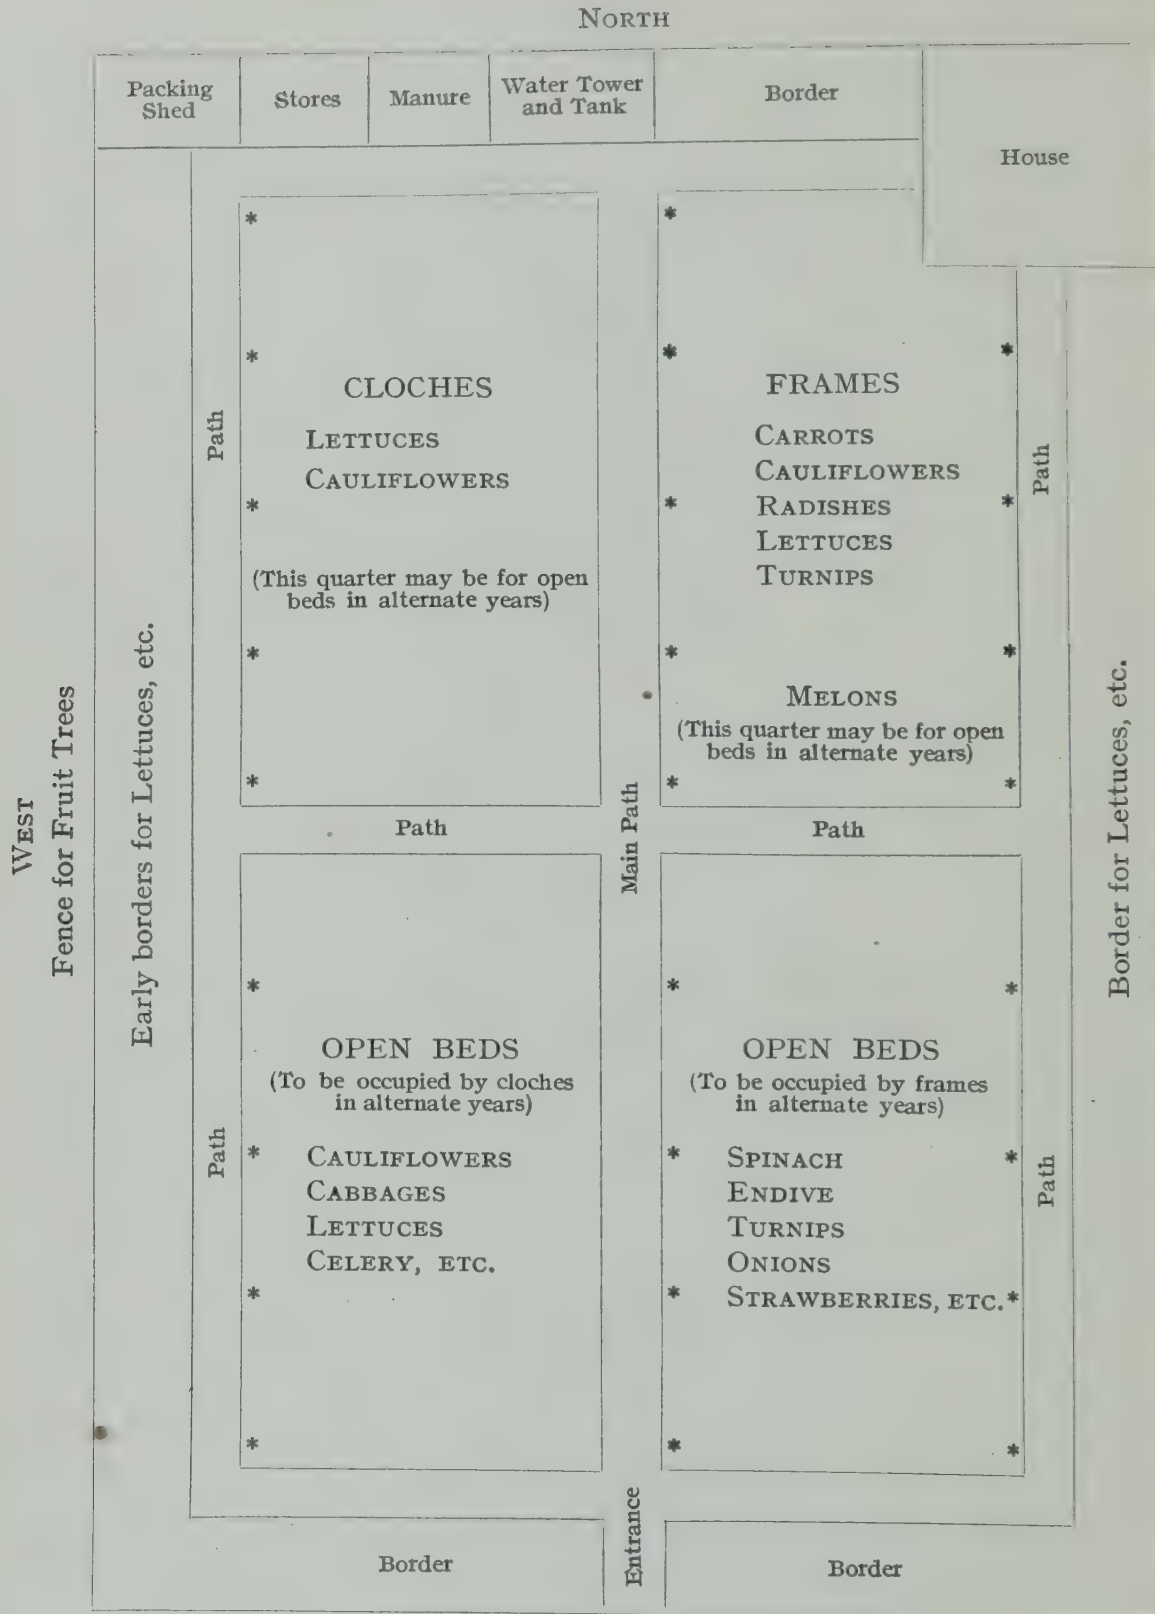 NORTH
Packing
Shed
Stores
Manure
Water Tower
and Tank
Border
House
WEST
Fence for Fruit Trees
Early borders for Lettuces, etc.
Path
*
*
*
*
*
CLOCHES
LETTUCES
CAULIFLOWERS
(This quarter may be for open
beds in alternate years)
*
*
*
*
*
FRAMES
CARROTS
CAULIFLOWERS
RADISHES
LETTUCES
TURNIPS
MELONS
(This quarter may be for open
beds in alternate years)
*
*
*
*
Path
Border for Lettuces, etc.
Path
Main Path
Path
Path
*
*
*
*
OPEN BEDS
(To be occupied by cloches
in alternate years)
CAULIFLOWERS
CABBAGES
LETTUCES
CELERY, ETC.
*
*
*
*
OPEN BEDS
(To be occupied by frames
in alternate years)
SPINACH
ENDIVE
TURNIPS
ONIONS
STRAWBERRIES, ETC.
*
*
*
*
Path
Border
Entrance
Border